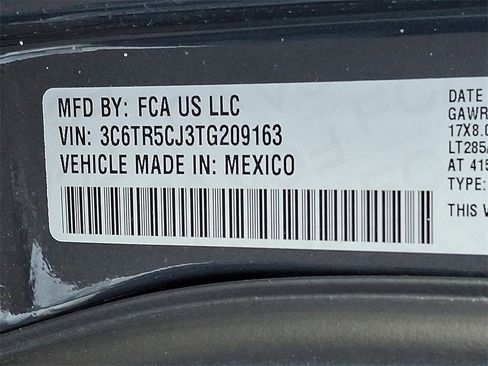 MFD BY: FCA US LLC
VIN: 3C6TR5CJ3TG209163
VEHICLE MADE IN: MEXICO
DATE
GAWR
17X8.0
LT285/
AT 415
TYPE:
THIS V